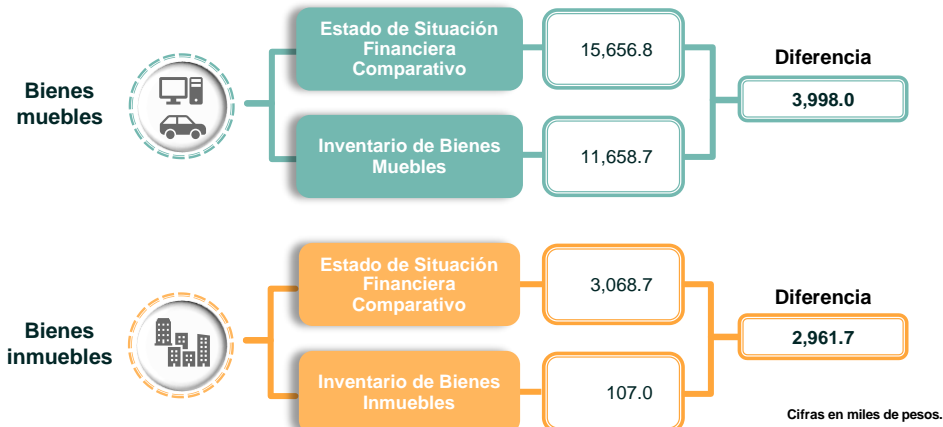 Bienes
muebles
Estado de Situación
Financiera
Comparativo
15,656.8
Inventario de Bienes
Muebles
11,658.7
Diferencia
3,998.0
Bienes
inmuebles
Estado de Situación
Financiera
Comparativo
3,068.7
Inventario de Bienes
Inmuebles
107.0
Diferencia
2,961.7
Cifras en miles de pesos.